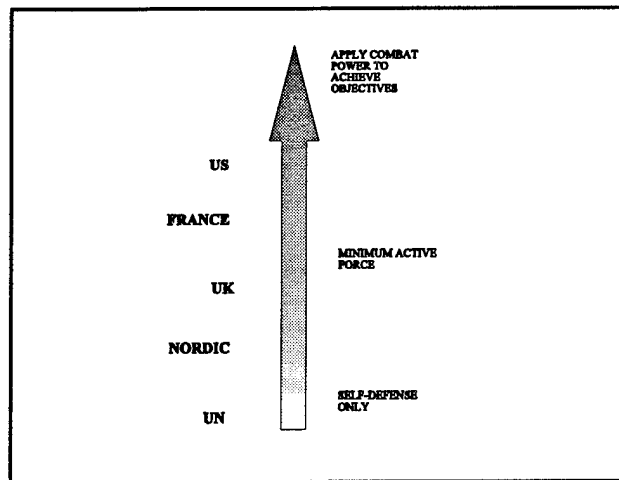 APPLY COMBAT
POWER TO
ACHIEVE
OBJECTIVES
US
FRANCE
MINIMUM ACTIVE
FORCE
UK
NORDIC
SELF-DEFENSE
ONLY
UN